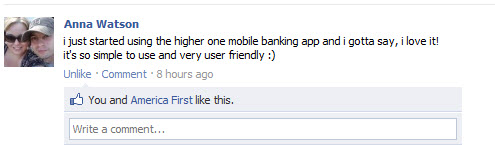 Anna Watson
i just started using the higher one mobile banking app and i gotta say, i love it!
it's so simple to use and very user friendly :)
Unlike · Comment · 8 hours ago
You and America First like this.
Write a comment...